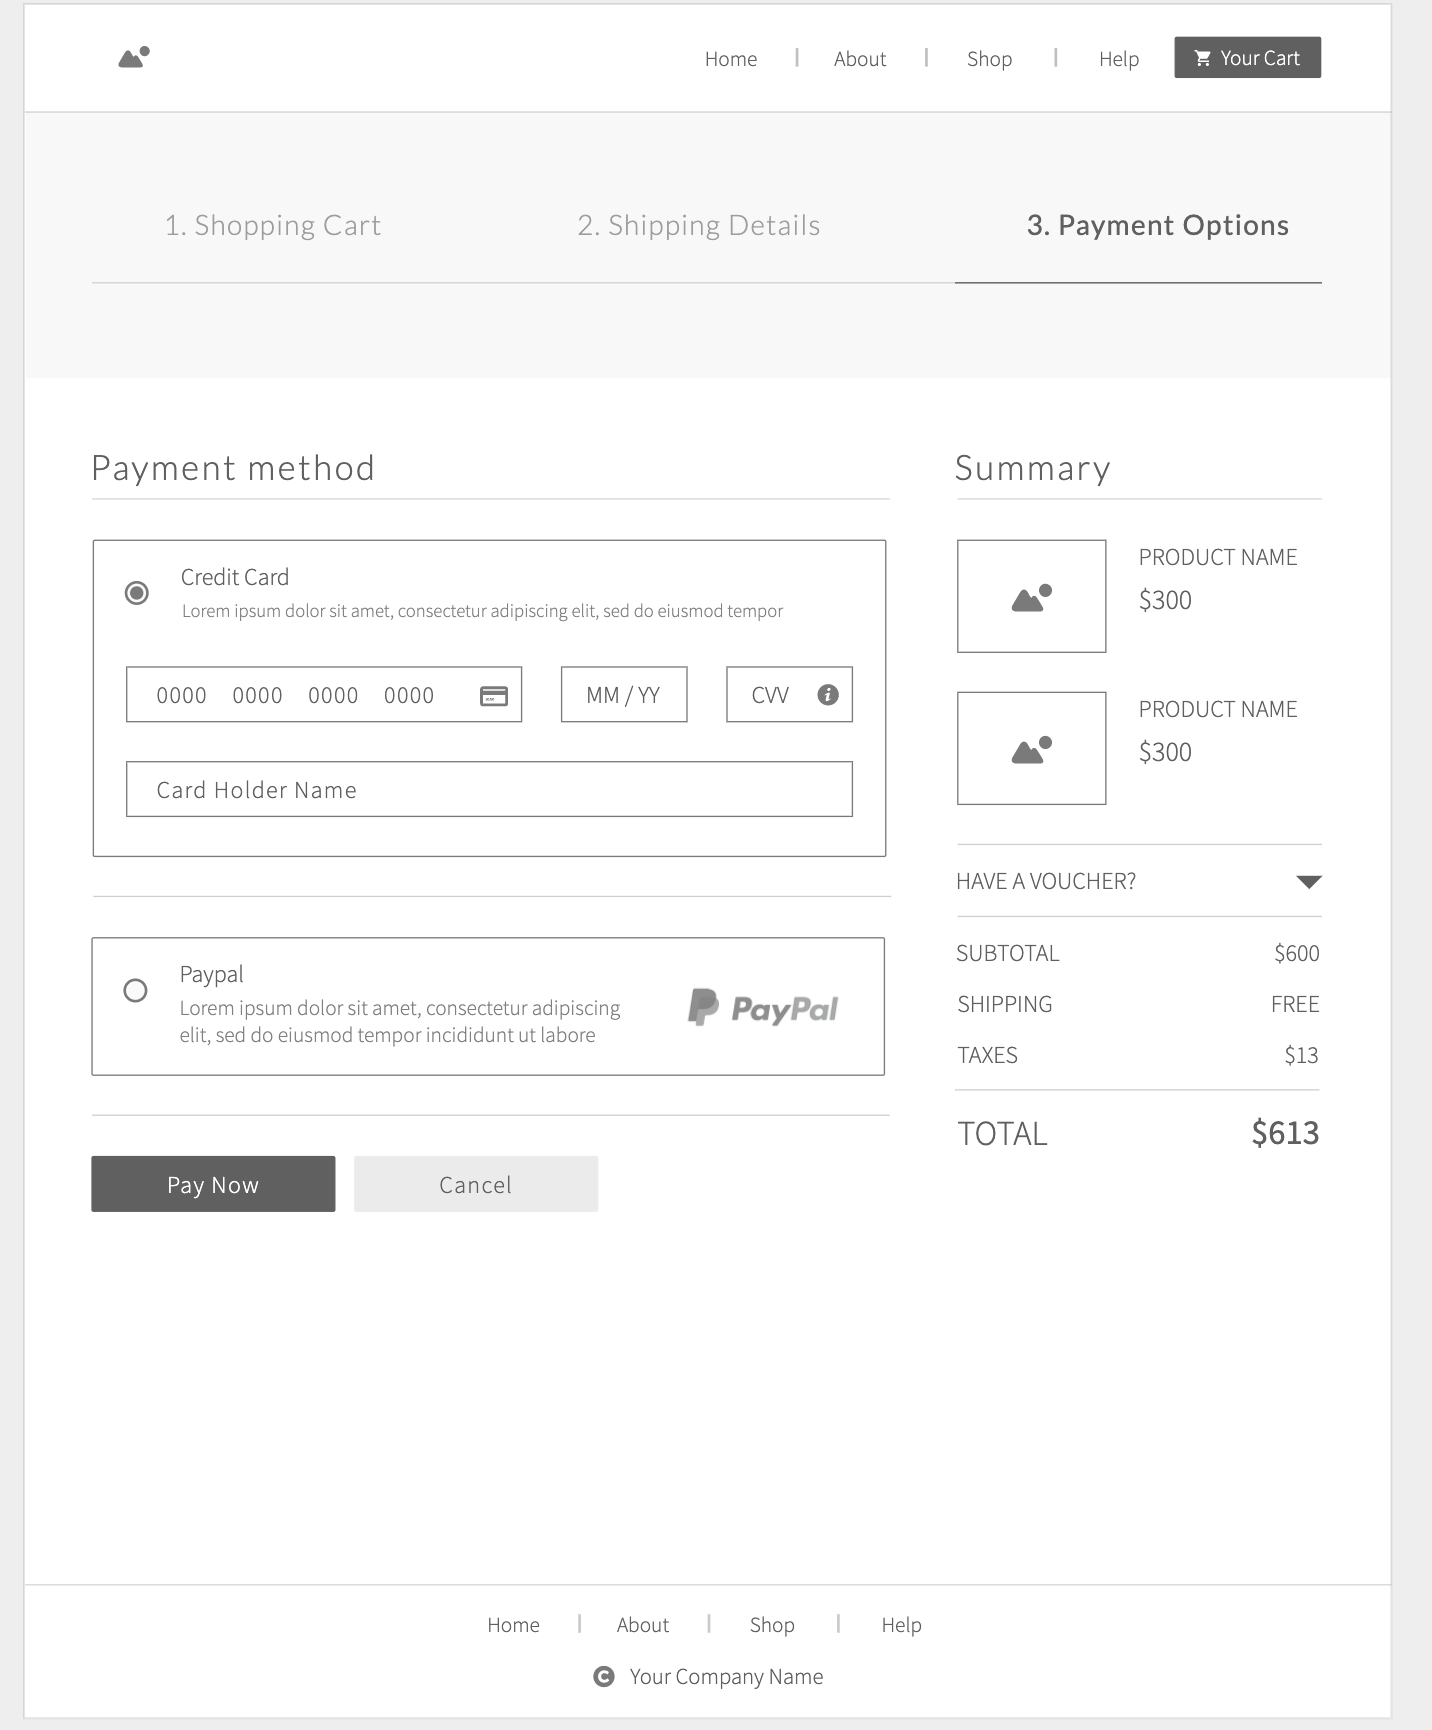 Home | About | Shop | Help Your Cart
1. Shopping Cart 2. Shipping Details 3. Payment Options
Payment method
Credit Card
Lorem ipsum dolor sit amet, consectetur adipiscing elit, sed do eiusmod tempor
0000 0000 0000 0000 MM / YY CVV i
Card Holder Name
Paypal
Lorem ipsum dolor sit amet, consectetur adipiscing
elit, sed do eiusmod tempor incididunt ut labore
PayPal
Pay Now Cancel
Summary
PRODUCT NAME
$300
PRODUCT NAME
$300
HAVE A VOUCHER?
SUBTOTAL $600
SHIPPING FREE
TAXES $13
TOTAL $613
Home | About | Shop | Help
© Your Company Name